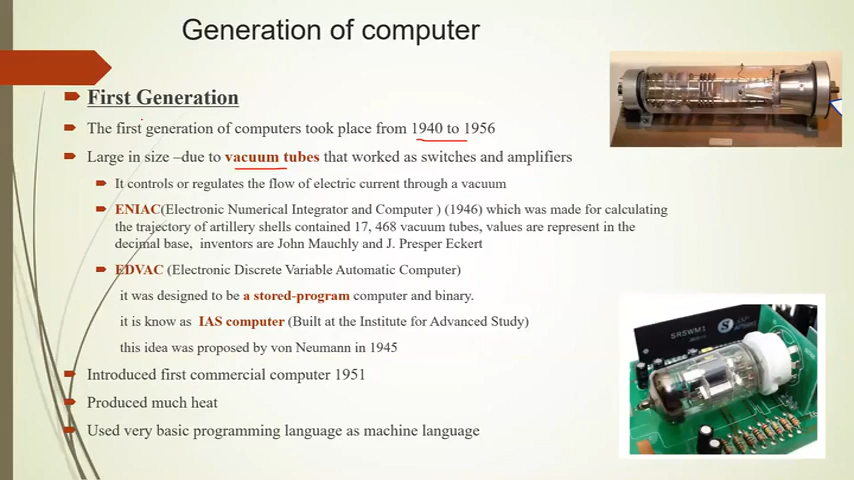 Generation of computer
First Generation
The first generation of computers took place from 1940 to 1956
Large in size –due to vacuum tubes that worked as switches and amplifiers
It controls or regulates the flow of electric current through a vacuum
ENIAC(Electronic Numerical Integrator and Computer ) (1946) which was made for calculating
the trajectory of artillery shells contained 17, 468 vacuum tubes, values are represent in the
decimal base, inventors are John Mauchly and J. Presper Eckert
EDVAC (Electronic Discrete Variable Automatic Computer)
it was designed to be a stored-program computer and binary.
it is know as IAS computer (Built at the Institute for Advanced Study)
this idea was proposed by von Neumann in 1945
Introduced first commercial computer 1951
Produced much heat
Used very basic programming language as machine language
SRSWM1